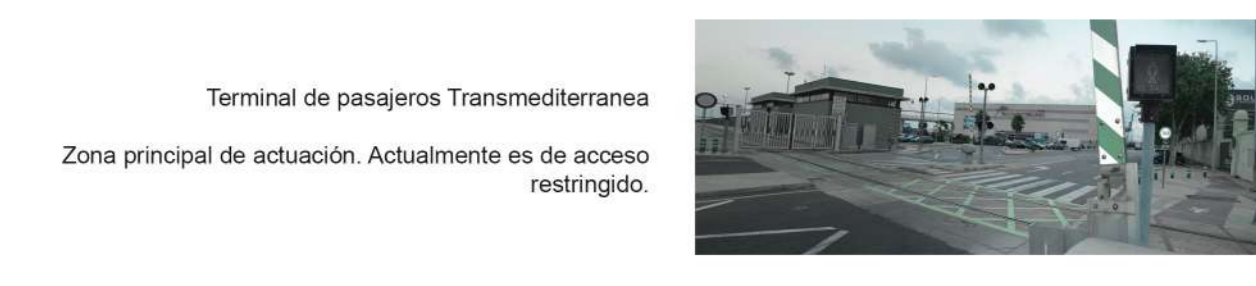 Terminal de pasajeros Transmediterranea
Zona principal de actuación. Actualmente es de acceso
restringido.